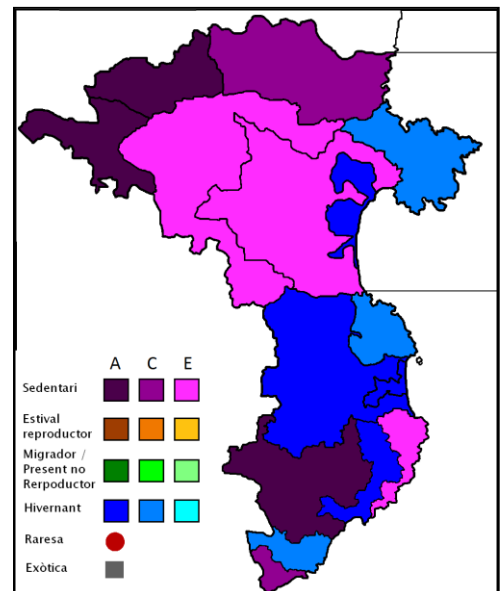 A C E
Sedentari
Estival
reproductor
Migrador /
Present no
Rerpoductor
Hivernant
Raresa
Exòtica